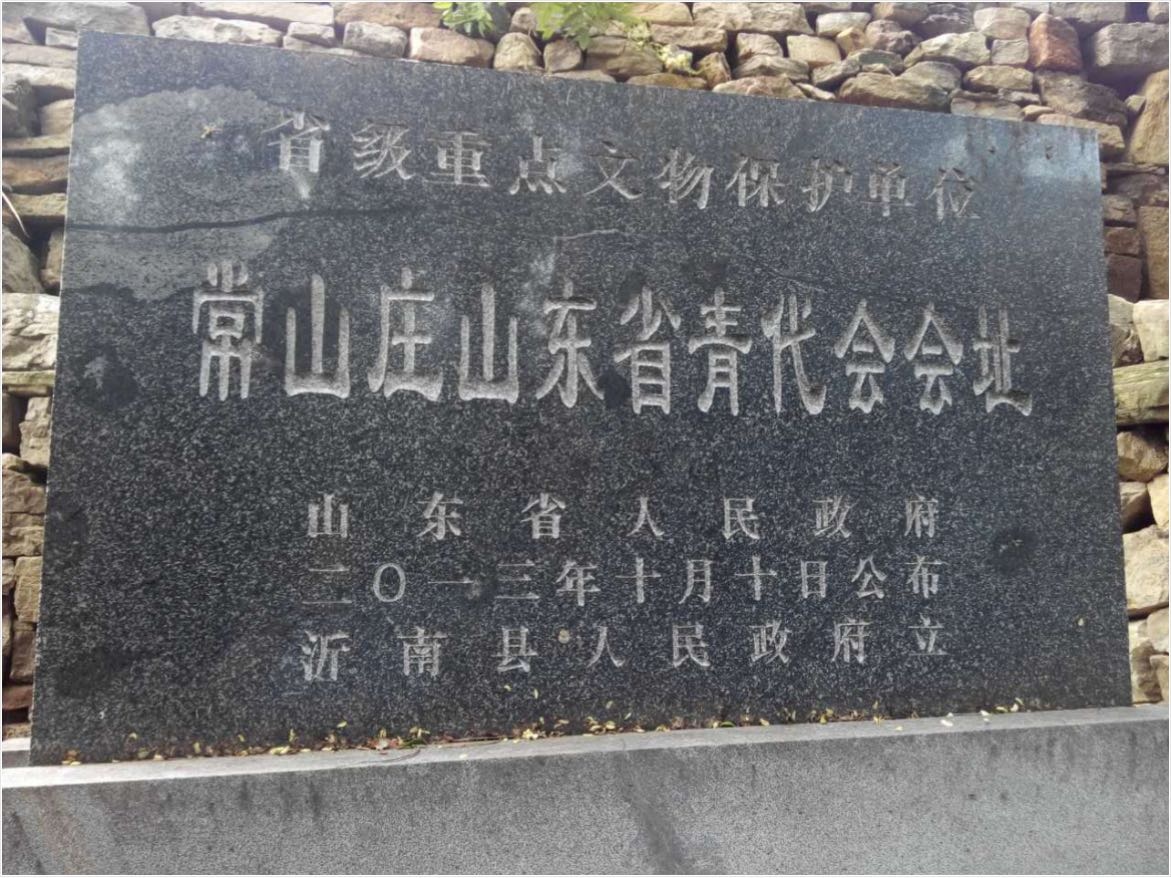 省级重点文物保护单位
常山庄山东省青代会会址
山东省人民政府
二〇一三年十月十日公布
沂南县人民政府立